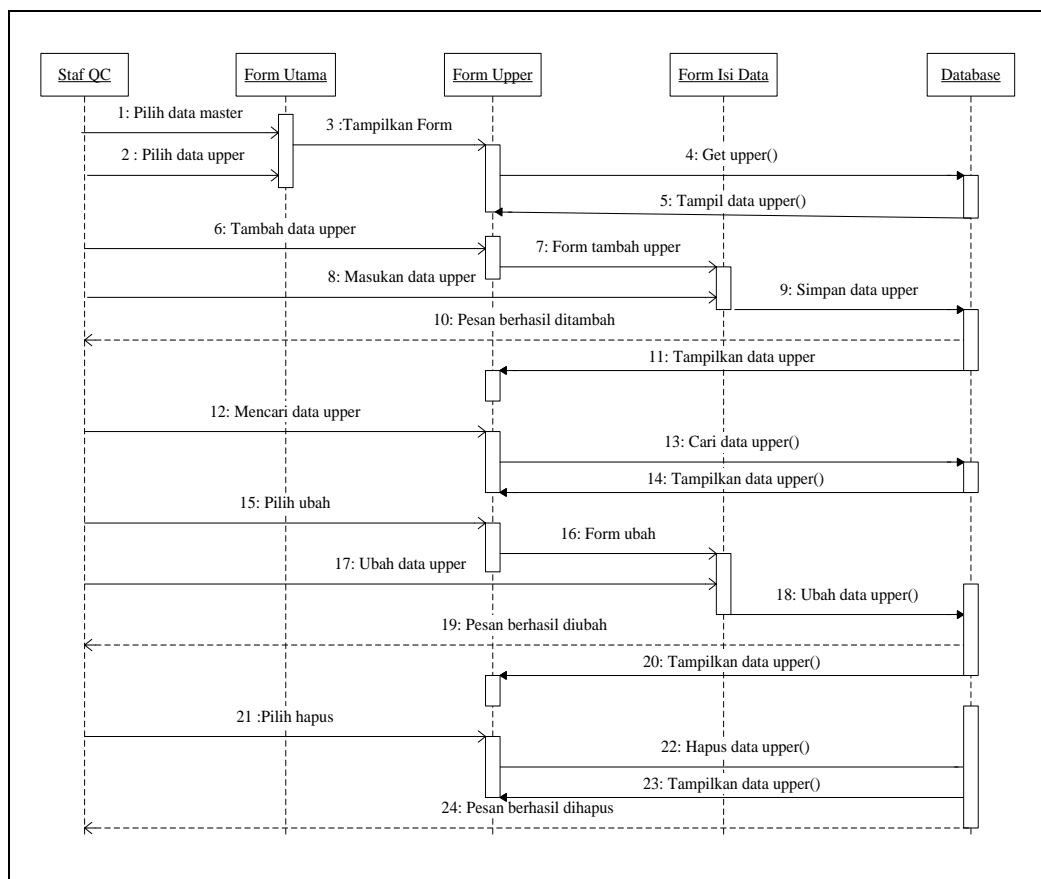 Staf QC
Form Utama
Form Upper
Form Isi Data
Database
1: Pilih data master
3 :Tampilkan Form
2 : Pilih data upper
4: Get upper()
5: Tampil data upper()
6: Tambah data upper
7: Form tambah upper
8: Masukan data upper
9: Simpan data upper
10: Pesan berhasil ditambah
11: Tampilkan data upper
12: Mencari data upper
13: Cari data upper()
14: Tampilkan data upper()
15: Pilih ubah
16: Form ubah
17: Ubah data upper
18: Ubah data upper()
19: Pesan berhasil diubah
20: Tampilkan data upper()
21 :Pilih hapus
22: Hapus data upper()
23: Tampilkan data upper()
24: Pesan berhasil dihapus